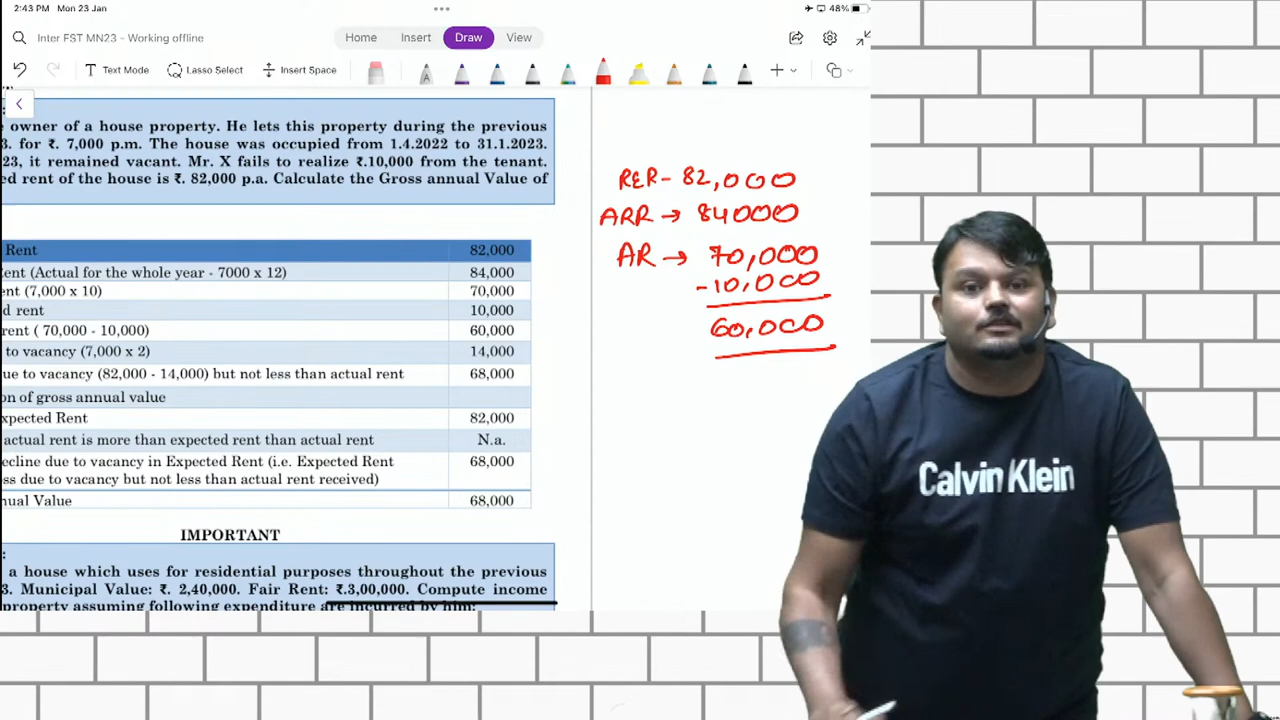 2:43 PM Mon 23 Jan
48%
Inter FST MN23 - Working offline
Home Insert Draw View
Text Mode Lasso Select Insert Space
owner of a house property. He lets this property during the previous
3. for ₹. 7,000 p.m. The house was occupied from 1.4.2022 to 31.1.2023.
23, it remained vacant. Mr. X fails to realize ₹.10,000 from the tenant.
ed rent of the house is ₹. 82,000 p.a. Calculate the Gross annual Value of
Rent 82,000
ent (Actual for the whole year - 7000 x 12) 84,000
ent (7,000 x 10) 70,000
d rent 10,000
rent ( 70,000 - 10,000) 60,000
to vacancy (7,000 x 2) 14,000
ue to vacancy (82,000 - 14,000) but not less than actual rent 68,000
on of gross annual value
xpected Rent 82,000
actual rent is more than expected rent than actual rent N.a.
ecline due to vacancy in Expected Rent (i.e. Expected Rent 68,000
ss due to vacancy but not less than actual rent received)
nual Value 68,000
IMPORTANT
:
a house which uses for residential purposes throughout the previous
3. Municipal Value: ₹. 2,40,000. Fair Rent: ₹.3,00,000. Compute income
property assuming following expenditure are incurred by him:
RER- 82,000
ARR → 84000
AR → 70,000
-10,000
60,000
Calvin Klein